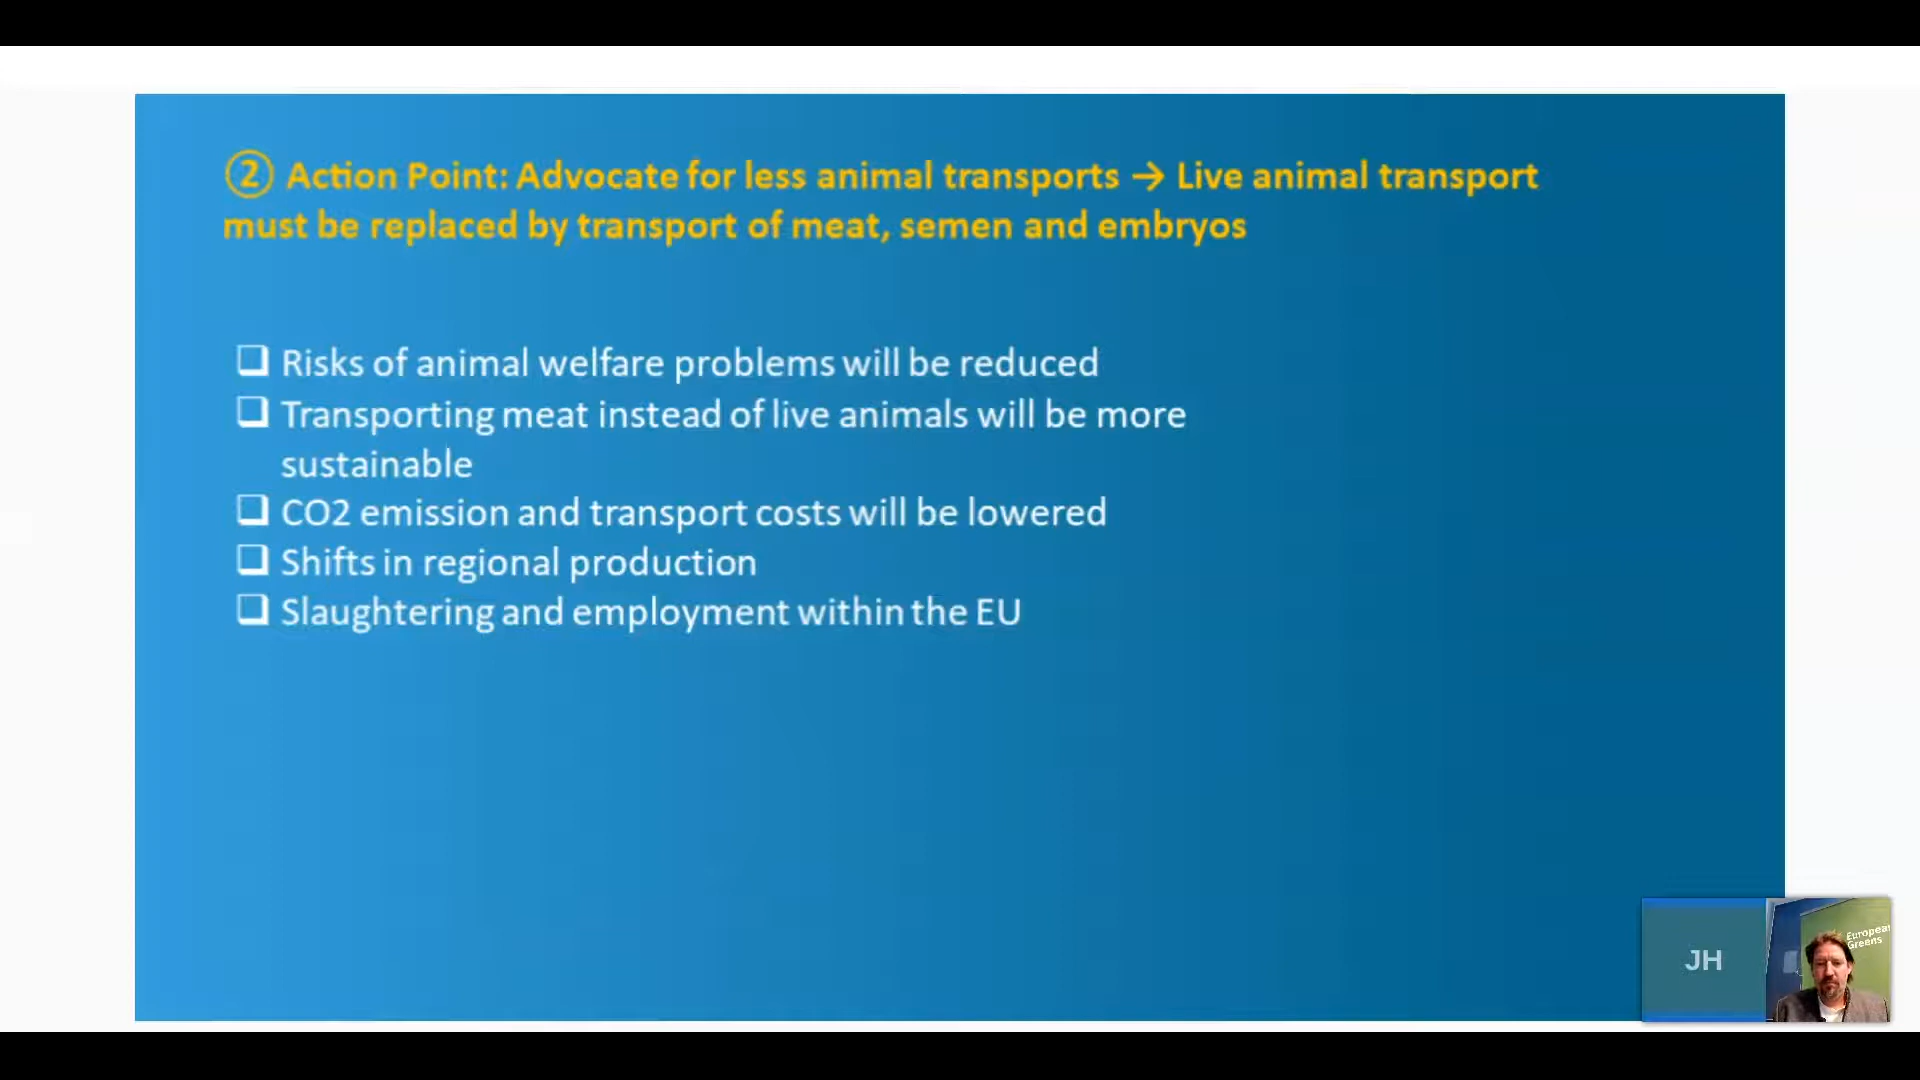 ② Action Point: Advocate for less animal transports → Live animal transport
must be replaced by transport of meat, semen and embryos
❑ Risks of animal welfare problems will be reduced
❑ Transporting meat instead of live animals will be more
sustainable
❑ CO2 emission and transport costs will be lowered
❑ Shifts in regional production
❑ Slaughtering and employment within the EU
JH
European
Greens